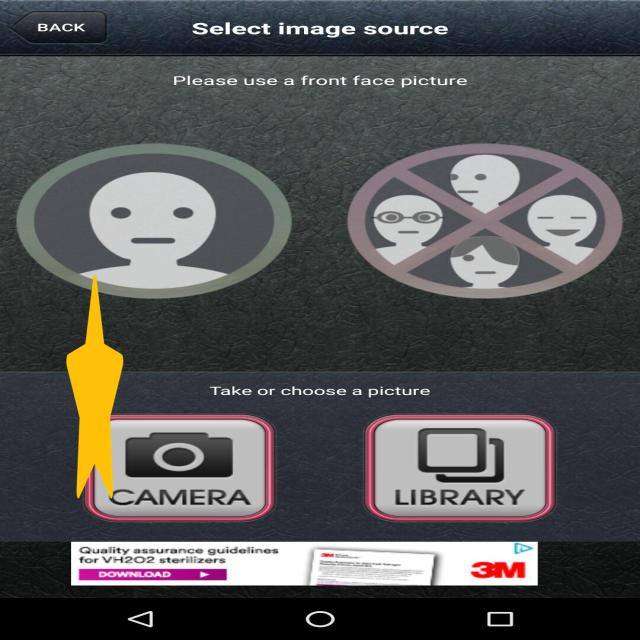 BACK
Select image source
Please use a front face picture
Take or choose a picture
CAMERA
LIBRARY
Quality assurance guidelines
for VH2O2 sterilizers
DOWNLOAD
3M
3M